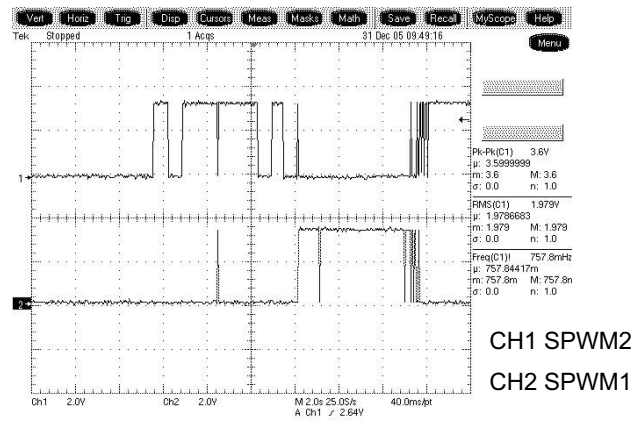 Vert Horiz Trig Disp Cursors Meas Masks Math Save Recall MyScope Help
Tek Stopped 1 Acqs 31 Dec 05 09:49:16
Menu
Pk-Pk(C1) 3.6V
µ: 3.5999999
m: 3.6 M: 3.6
σ: 0.0 n: 1.0
RMS(C1) 1.979V
µ: 1.9786683
m: 1.979 M: 1.979
σ: 0.0 n: 1.0
Freq(C1)! 757.8mHz
µ: 757.84417m
m: 757.8m M: 757.8n
σ: 0.0 n: 1.0
1
2
CH1 SPWM2
CH2 SPWM1
Ch1 2.0V Ch2 2.0V M 2.0s 25.0S/s 40.0ms/pt
A Ch1 / 2.64V